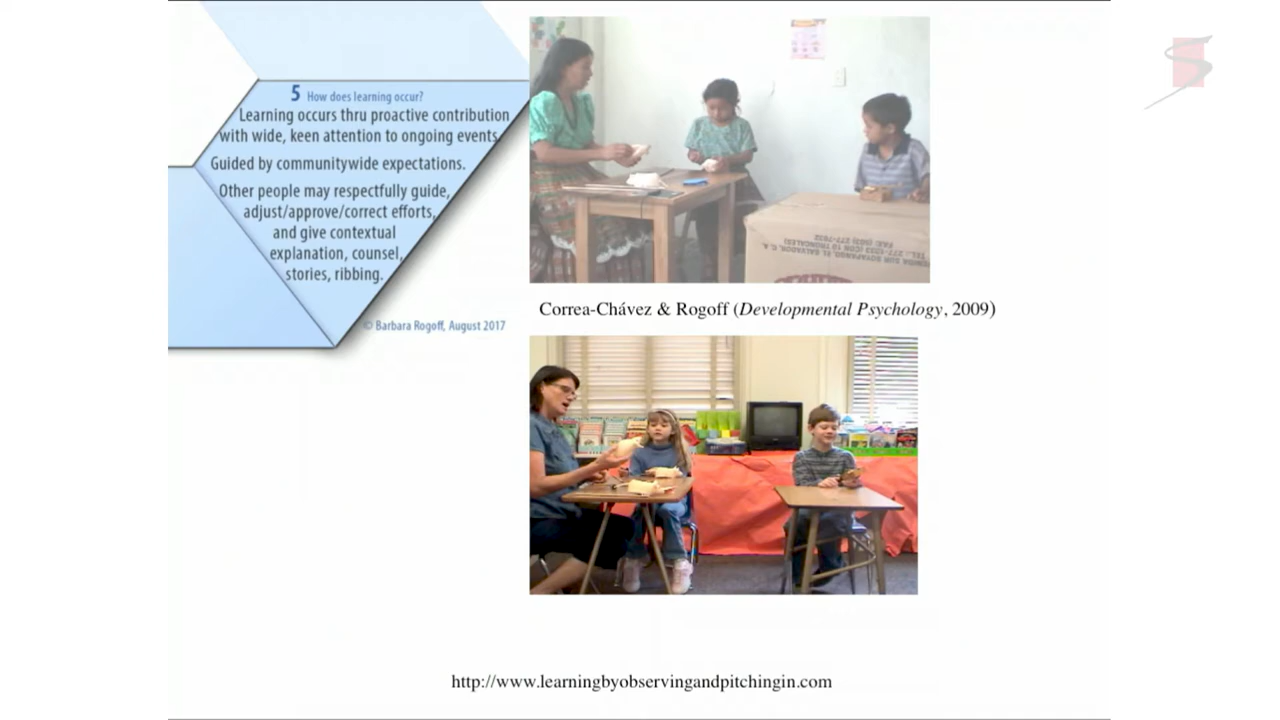 5 How does learning occur?
Learning occurs thru proactive contribution
with wide, keen attention to ongoing events.
Guided by communitywide expectations.
Other people may respectfully guide,
adjust/approve/correct efforts,
and give contextual
explanation, counsel,
stories, ribbing.
© Barbara Rogoff, August 2017
Correa-Chávez & Rogoff (Developmental Psychology, 2009)
http://www.learningbyobservingandpitchingin.com